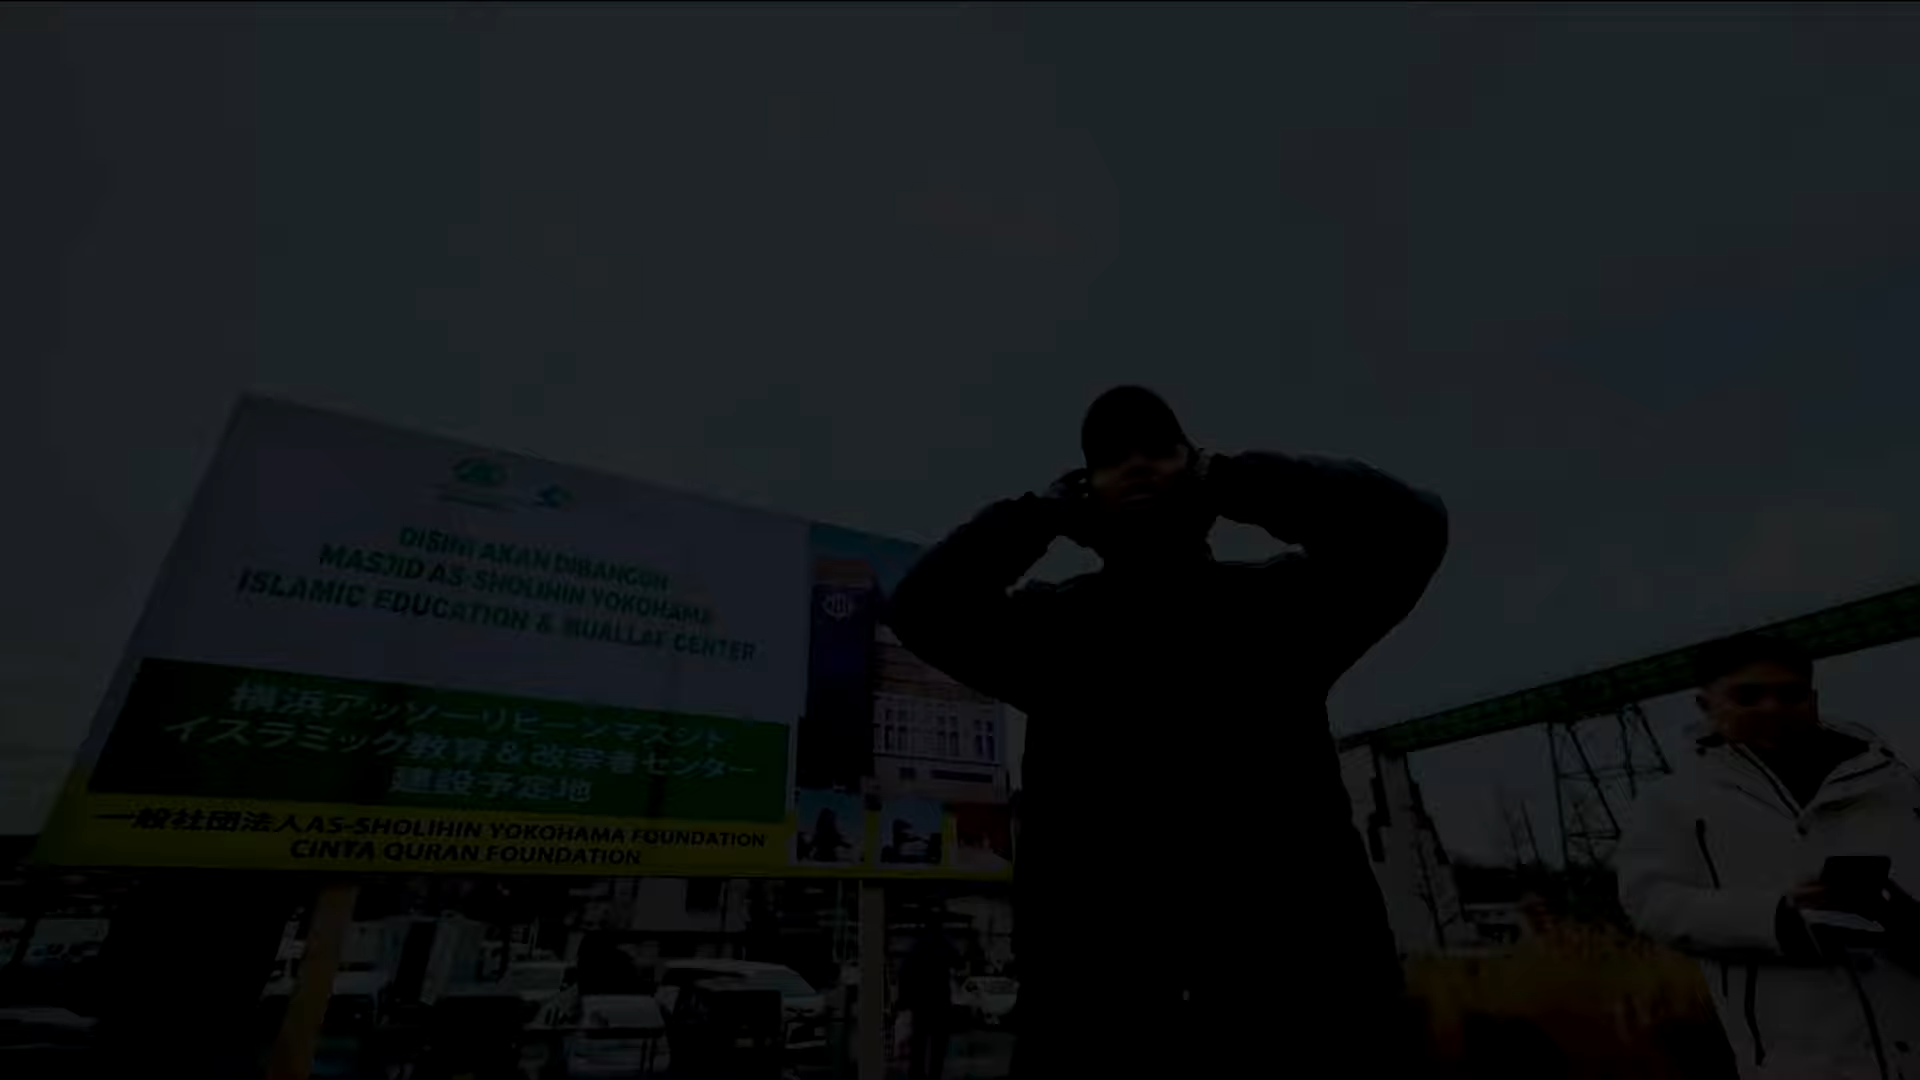 DISINI AKAN DIBANGUN
MASJID AS-SHOLIHIN YOKOHAMA
ISLAMIC EDUCATION & MUALLAF CENTER
横浜アッソーリヒーンマスジド
イスラミック教育&改宗者センター
建設予定地
一般社団法人AS-SHOLIHIN YOKOHAMA FOUNDATION
CINTA QURAN FOUNDATION